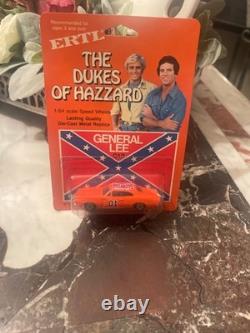 Recommended for
ages 3 and over
ERTL
THE
DUKES
OF HAZZARD
1/64 scale Speed Wheels
Lasting Quality
Die-Cast Metal Replica
GENERAL
LEE
01